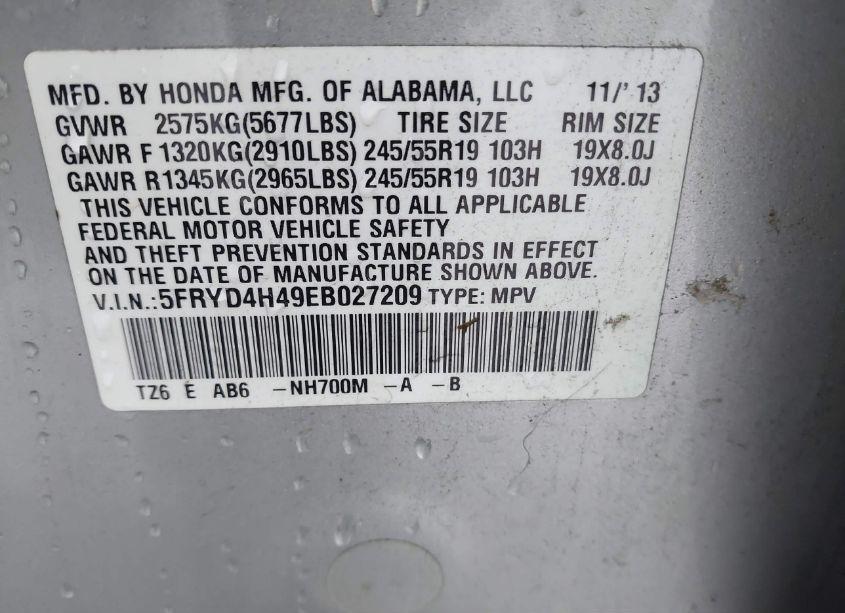 MFD. BY HONDA MFG. OF ALABAMA, LLC 11/'13
GVWR 2575KG(5677LBS) TIRE SIZE RIM SIZE
GAWR F 1320KG(2910LBS) 245/55R19 103H 19X8.0J
GAWR R1345KG(2965LBS) 245/55R19 103H 19X8.0J
THIS VEHICLE CONFORMS TO ALL APPLICABLE
FEDERAL MOTOR VEHICLE SAFETY
AND THEFT PREVENTION STANDARDS IN EFFECT
ON THE DATE OF MANUFACTURE SHOWN ABOVE.
V.I.N.:5FRYD4H49EB027209 TYPE: MPV
TZ6 E AB6 -NH700M -A -B